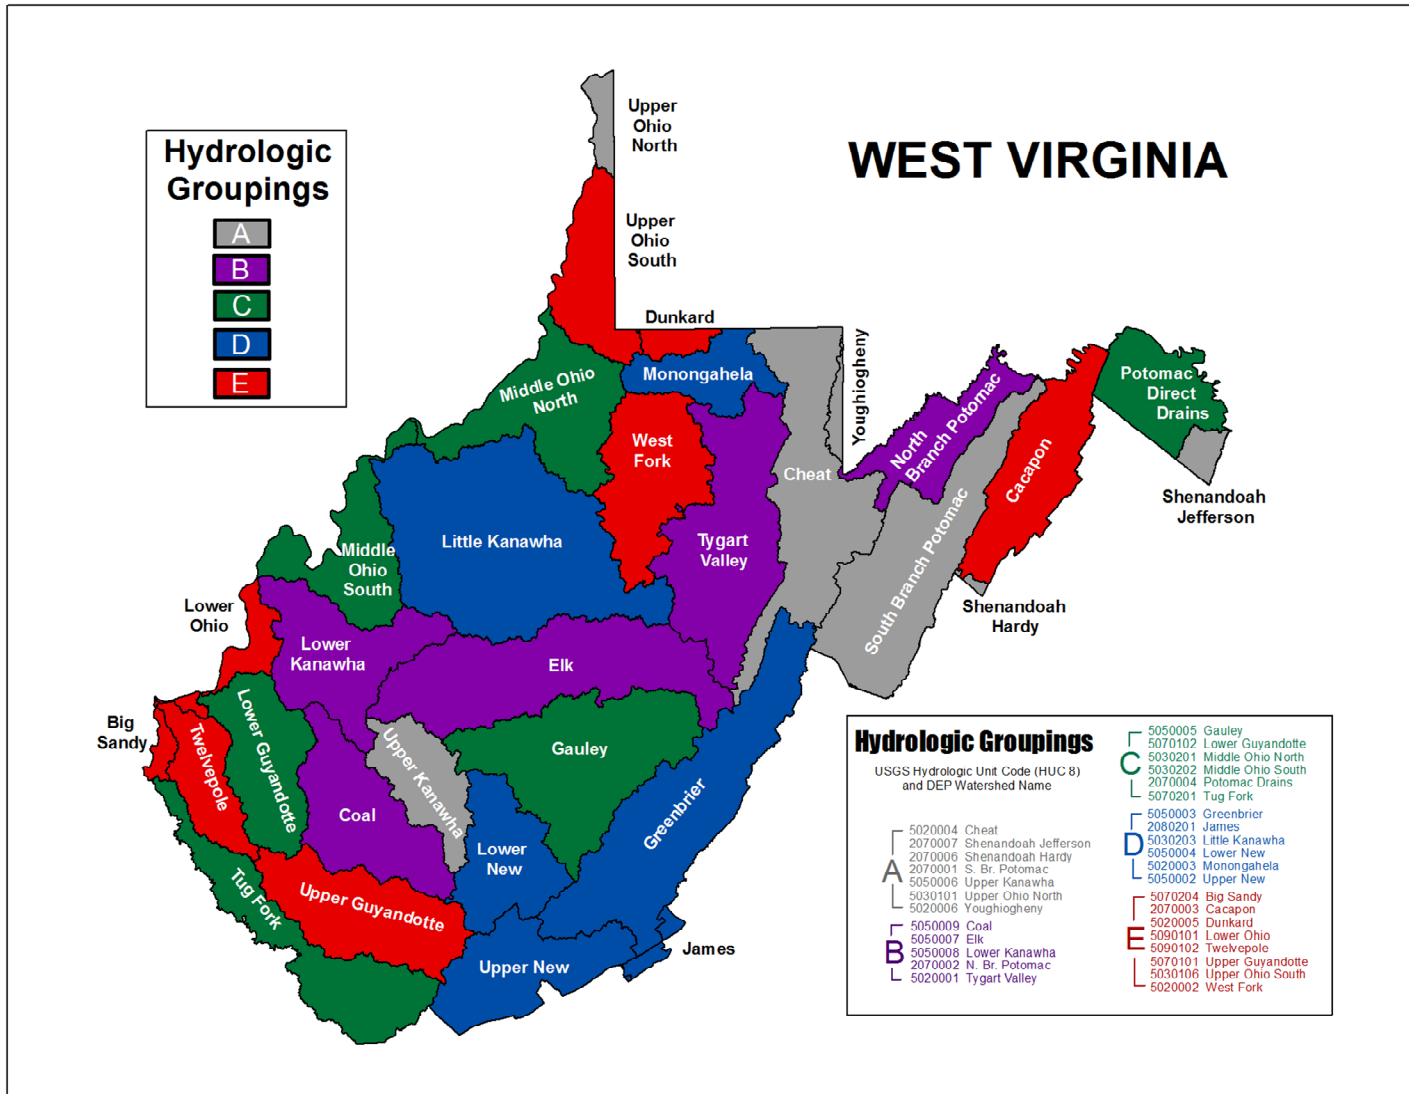 WEST VIRGINIA
Hydrologic
Groupings
A
B
C
D
E
Upper
Ohio
North
Upper
Ohio
South
Dunkard
Monongahela
Youghiogheny
Middle Ohio
North
West
Fork
Cheat
North
Branch Potomac
South Branch Potomac
Cacapon
Potomac
Direct
Drains
Shenandoah
Jefferson
Shenandoah
Hardy
Tygart
Valley
Little Kanawha
Middle
Ohio
South
Lower
Ohio
Lower
Kanawha
Elk
Big
Sandy
Twelvepole
Lower Guyandotte
Coal
Upper Kanawha
Gauley
Greenbrier
Lower
New
Tug Fork
Upper Guyandotte
Upper New
James
Hydrologic Groupings
USGS Hydrologic Unit Code (HUC 8)
and DEP Watershed Name
A
5020004 Cheat
2070007 Shenandoah Jefferson
2070006 Shenandoah Hardy
2070001 S. Br. Potomac
5050006 Upper Kanawha
5030101 Upper Ohio North
5020006 Youghiogheny
B
5050009 Coal
5050007 Elk
5050008 Lower Kanawha
2070002 N. Br. Potomac
5020001 Tygart Valley
C
5050005 Gauley
5070102 Lower Guyandotte
5030201 Middle Ohio North
5030202 Middle Ohio South
2070004 Potomac Drains
5070201 Tug Fork
D
5050003 Greenbrier
2080201 James
5030203 Little Kanawha
5050004 Lower New
5020003 Monongahela
5050002 Upper New
E
5070204 Big Sandy
2070003 Cacapon
5020005 Dunkard
5090101 Lower Ohio
5090102 Twelvepole
5070101 Upper Guyandotte
5030106 Upper Ohio South
5020002 West Fork